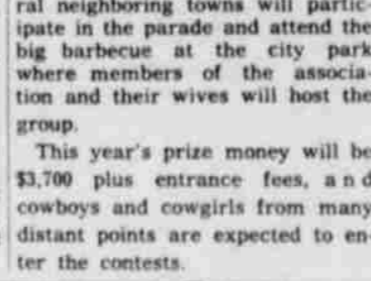 ral neighboring towns will partic-
ipate in the parade and attend the
big barbecue at the city park
where members of the associa-
tion and their wives will host the
group.
This year's prize money will be
$3,700 plus entrance fees, and
cowboys and cowgirls from many
distant points are expected to en-
ter the contests.